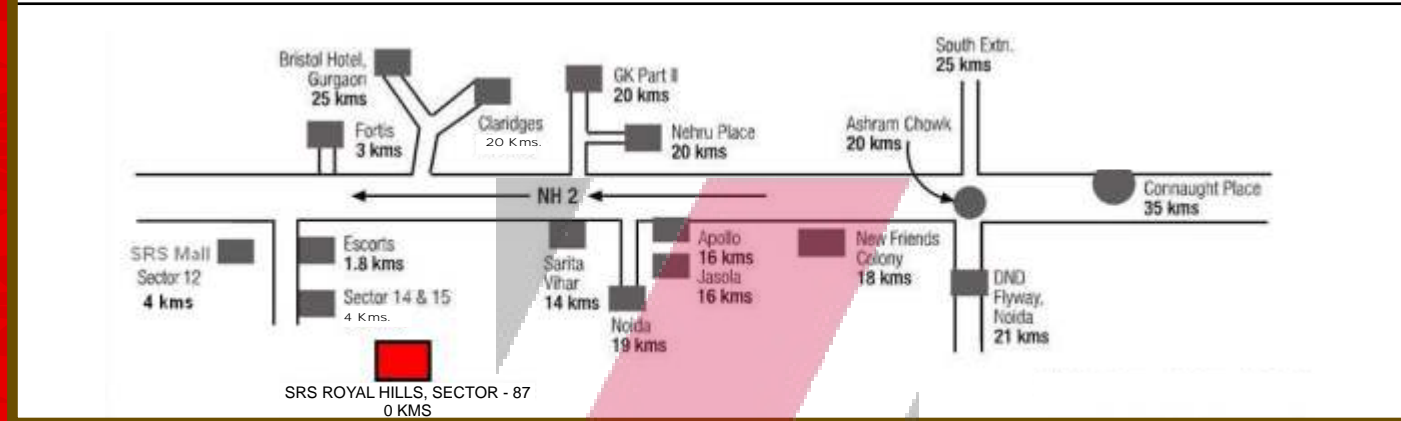 Bristol Hotel,
Gurgaon
25 kms
Fortis
3 kms
Claridges
20 Kms.
GK Part II
20 kms
Nehru Place
20 kms
South Extn.
25 kms
Ashram Chowk
20 kms
Connaught Place
35 kms
NH 2
SRS Mall
Sector 12
4 kms
Escorts
1.8 kms
Sector 14 & 15
4 Kms.
Sarita
Vihar
14 kms
Noida
19 kms
Apollo
16 kms
Jasola
16 kms
New Friends
Colony
18 kms
DND
Flyway,
Noida
21 kms
SRS ROYAL HILLS, SECTOR - 87
0 KMS